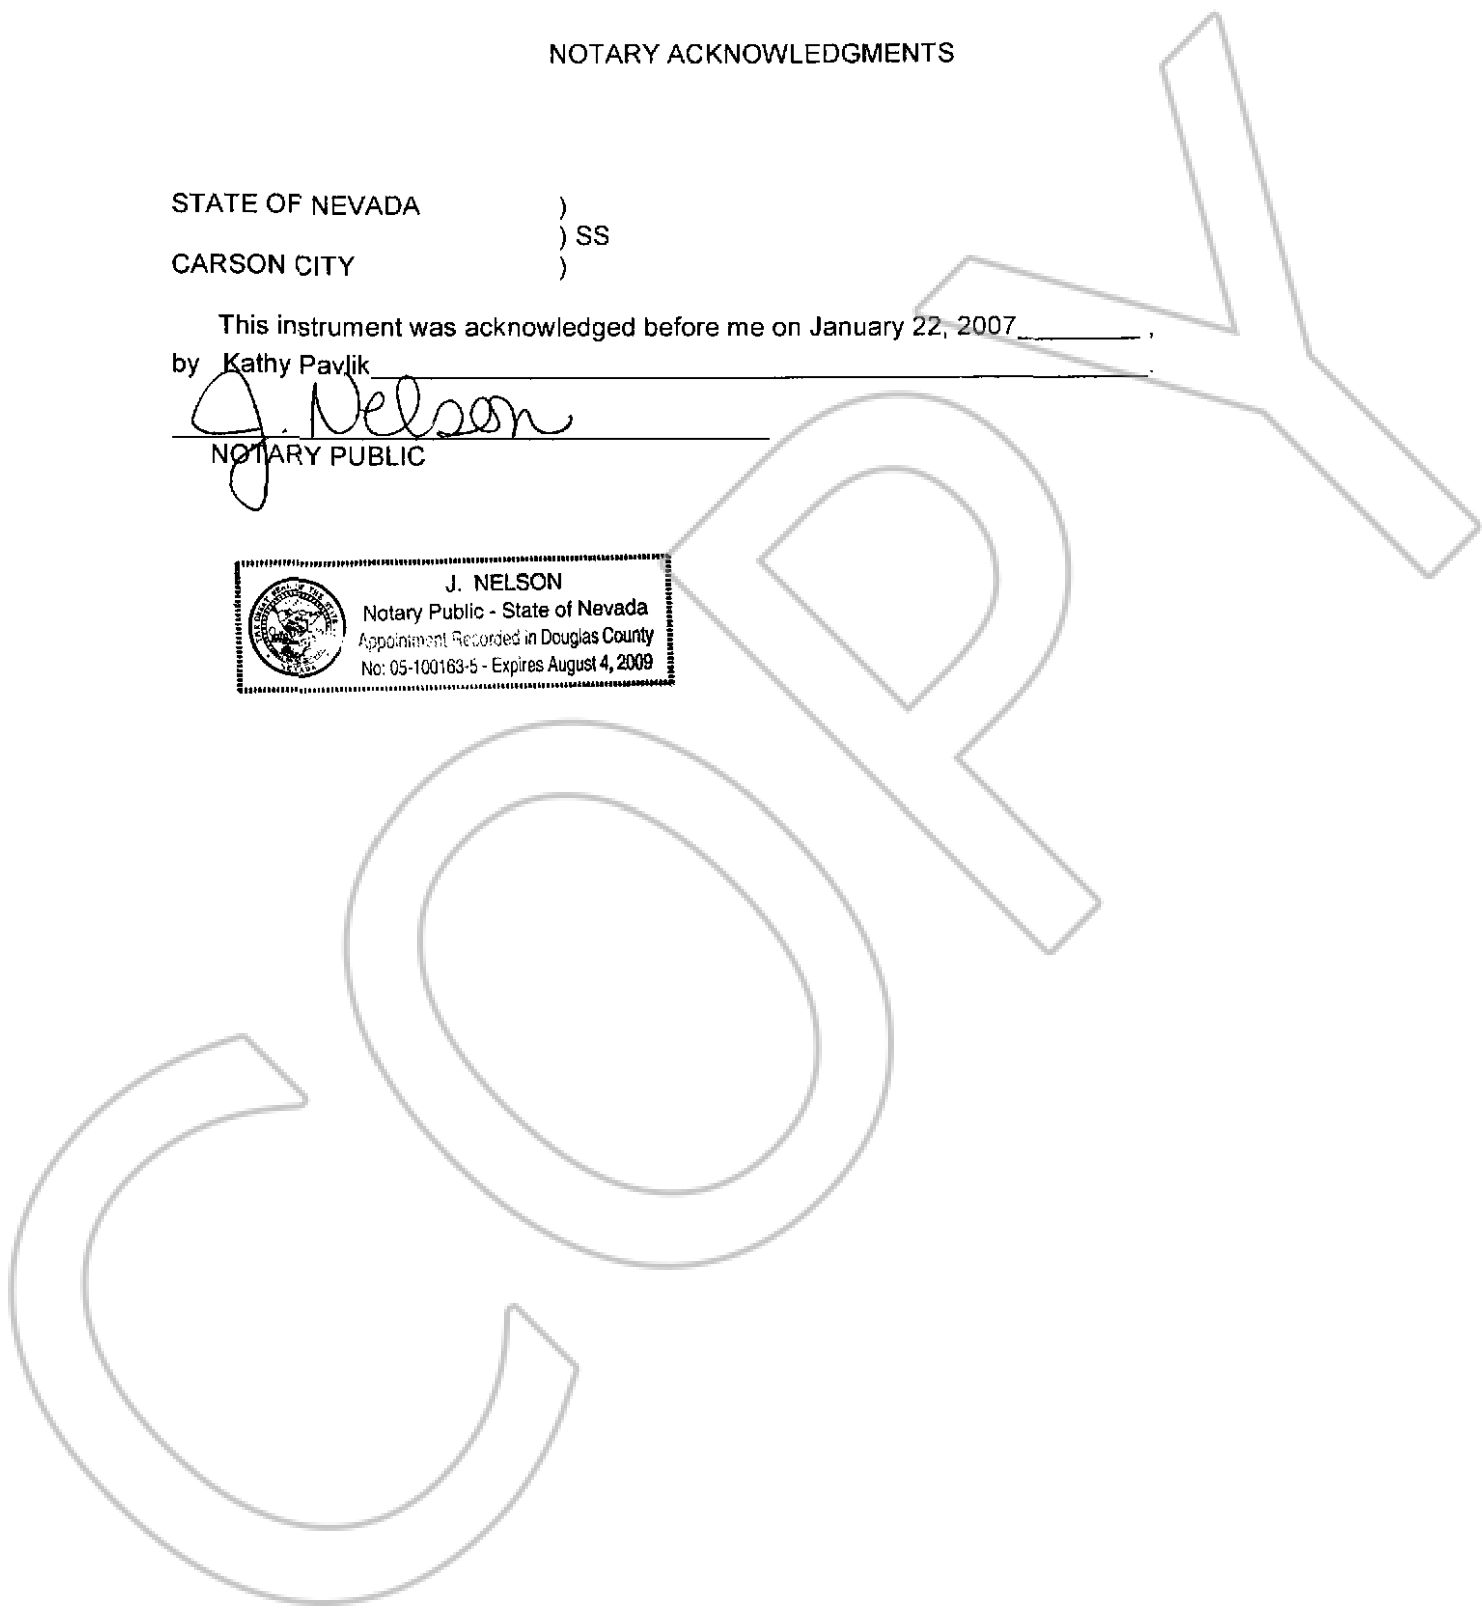 NOTARY ACKNOWLEDGMENTS
STATE OF NEVADA )
) SS
CARSON CITY )
This instrument was acknowledged before me on January 22, 2007_________ ,
by Kathy Pavlik_________.
J. Nelson
NOTARY PUBLIC
J. NELSON
Notary Public - State of Nevada
Appointment Recorded in Douglas County
No: 05-100163-5 - Expires August 4, 2009
COPY